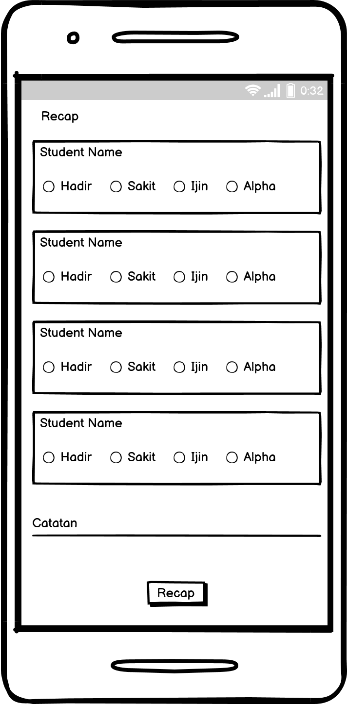 0:32
Recap
Student Name
Hadir Sakit Ijin Alpha
Student Name
Hadir Sakit Ijin Alpha
Student Name
Hadir Sakit Ijin Alpha
Student Name
Hadir Sakit Ijin Alpha
Catatan
Recap